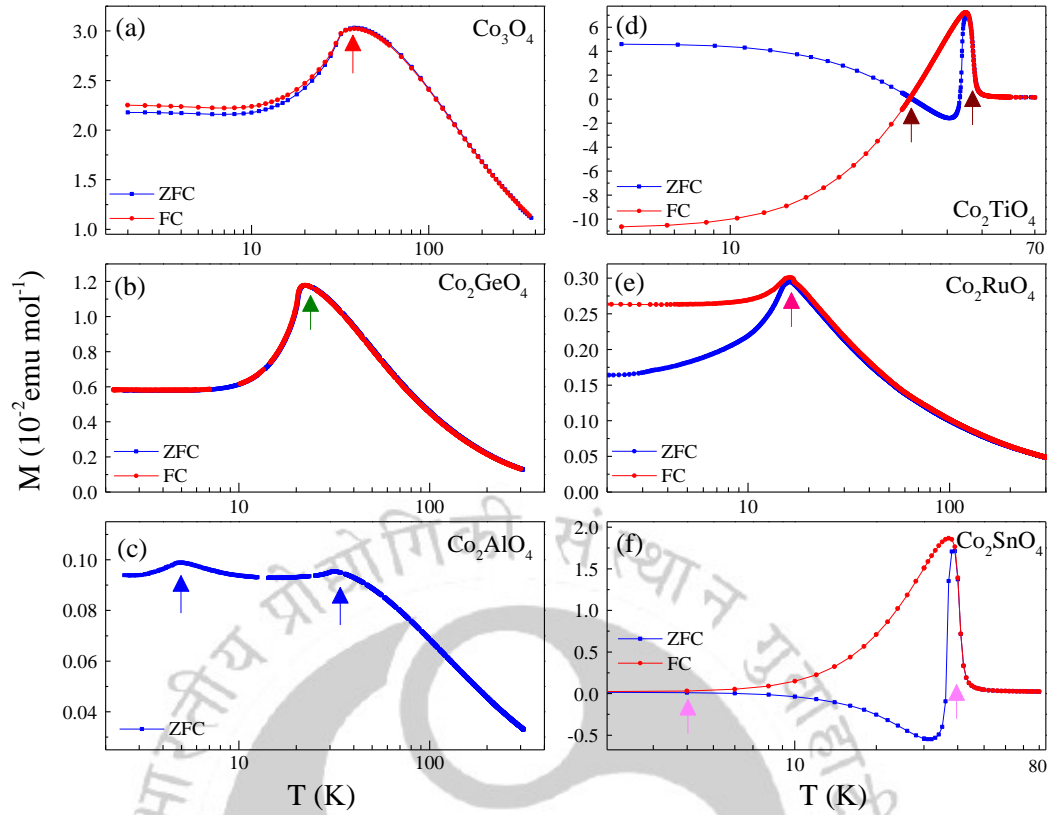 M (10⁻²emu mol⁻¹)
(a)
Co₃O₄
3.0
2.5
2.0
1.5
1.0
ZFC
FC
10
100
(d)
6
4
2
0
-2
-4
-6
-8
-10
Co₂TiO₄
ZFC
FC
10
70
(b)
Co₂GeO₄
1.2
1.0
0.8
0.6
0.4
0.2
0.0
ZFC
FC
10
100
(e)
Co₂RuO₄
0.30
0.25
0.20
0.15
0.10
0.05
0.00
ZFC
FC
10
100
(c)
Co₂AlO₄
0.10
0.08
0.06
0.04
ZFC
10
100
(f)
Co₂SnO₄
2.0
1.5
1.0
0.5
0.0
-0.5
ZFC
FC
10
80
T (K)
T (K)
भारतीय प्रौद्योगिकी संस्थान गुवाहाटी